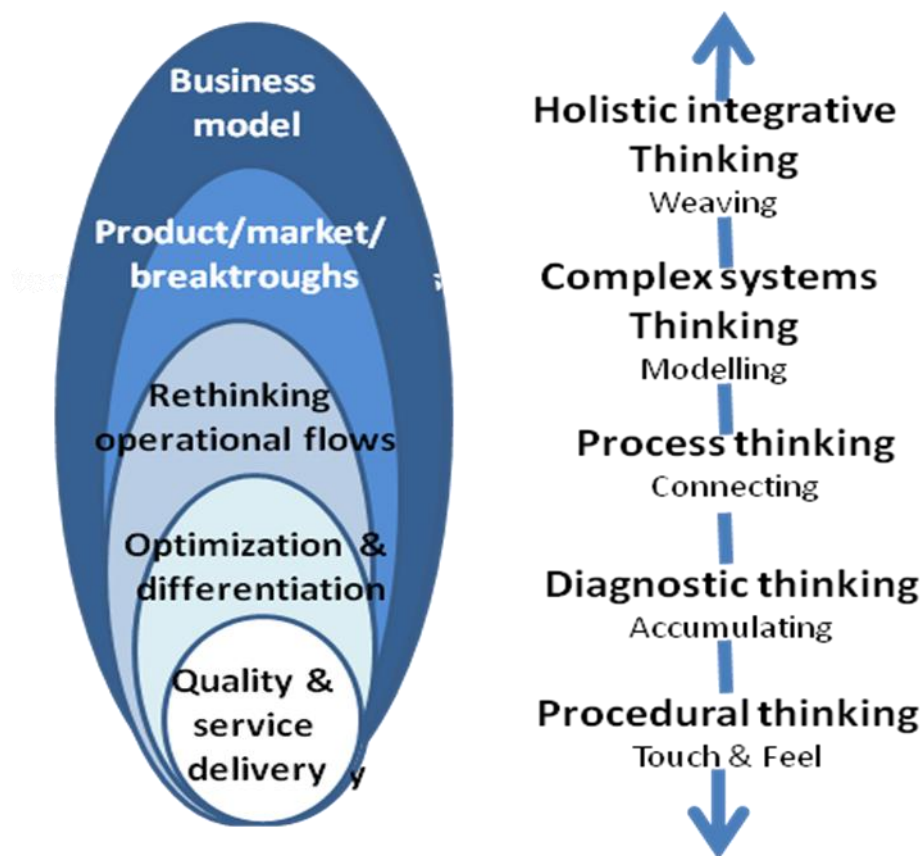 Business
model
Product/market/
breaktroughs
Rethinking
operational flows
Optimization &
differentiation
Quality &
service
delivery
y
Holistic integrative
Thinking
Weaving
Complex systems
Thinking
Modelling
Process thinking
Connecting
Diagnostic thinking
Accumulating
Procedural thinking
Touch & Feel